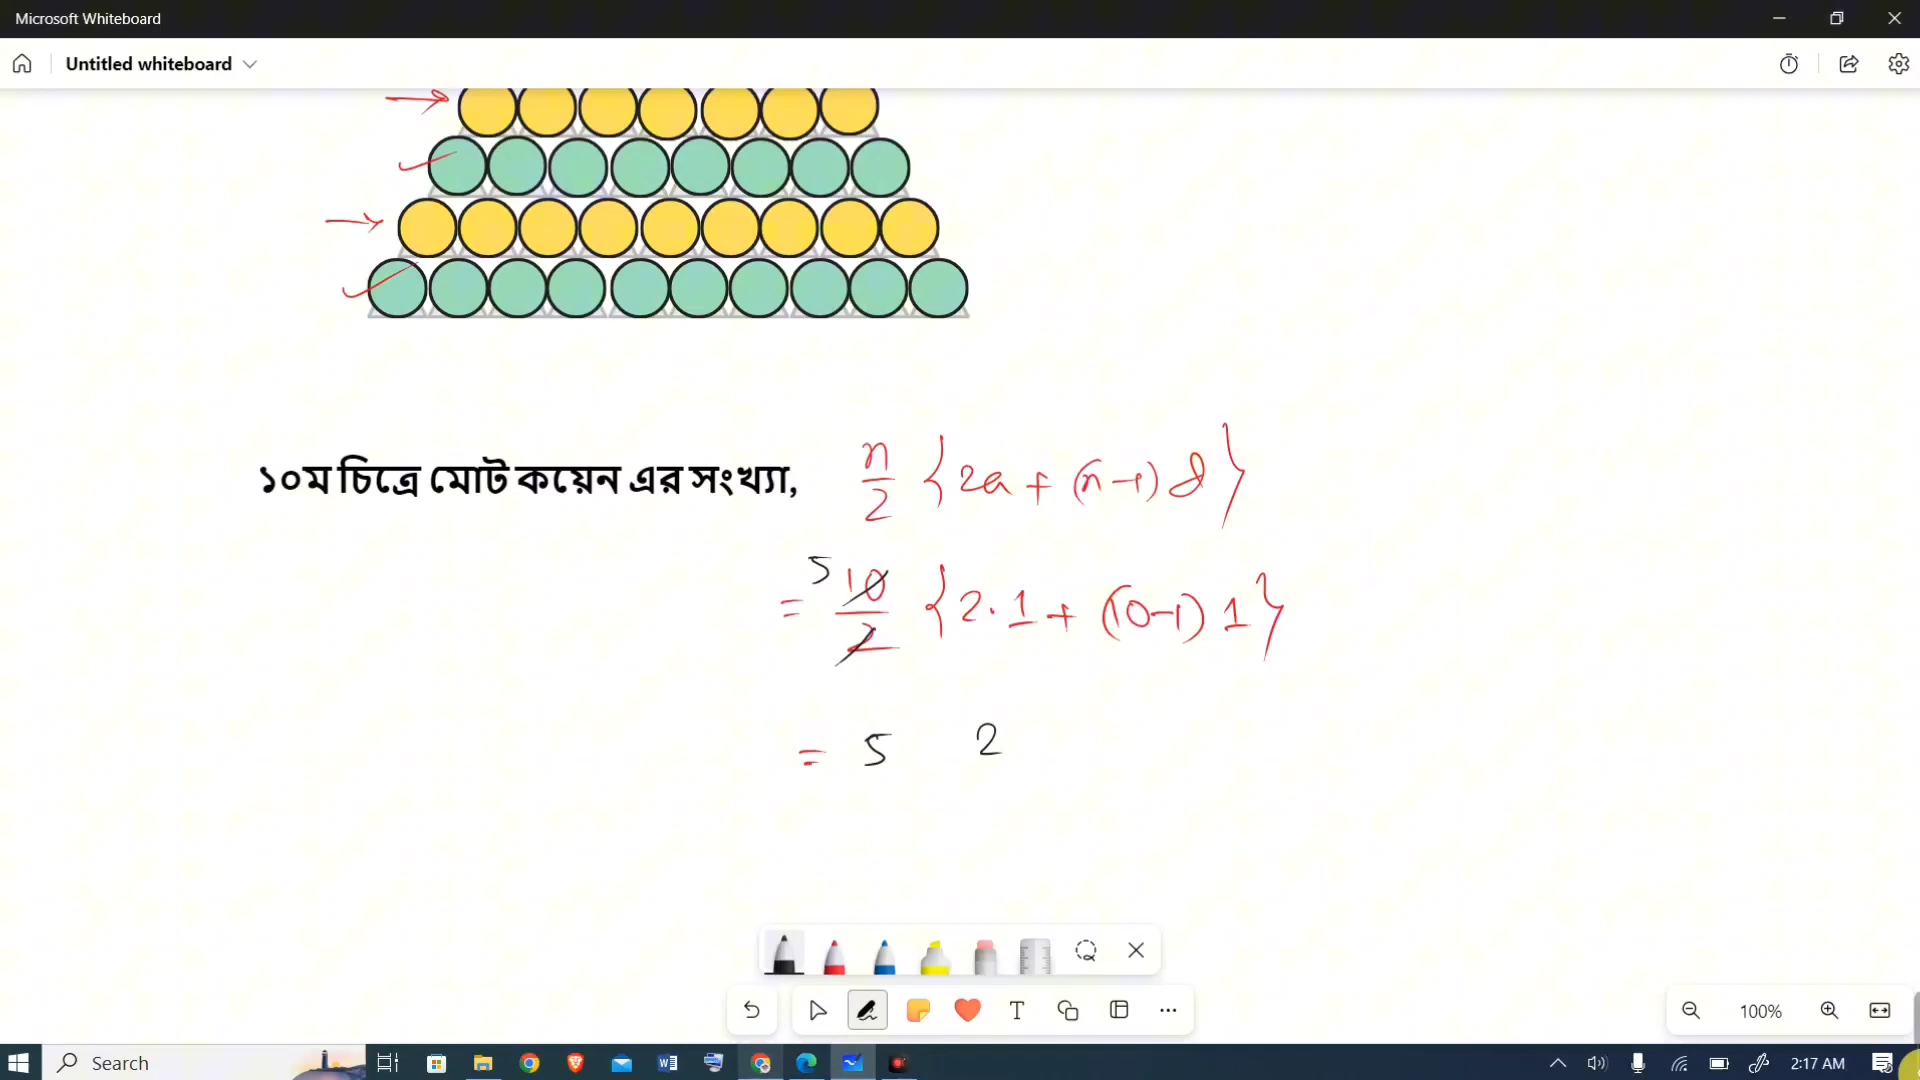 Microsoft Whiteboard
Untitled whiteboard
১০ম চিত্রে মোট কয়েন এর সংখ্যা, n/2 {2a + (n-1) d}
= 5 10/2 {2·1 + (10-1) 1}
= 5 2
T
100%
Search
2:17 AM